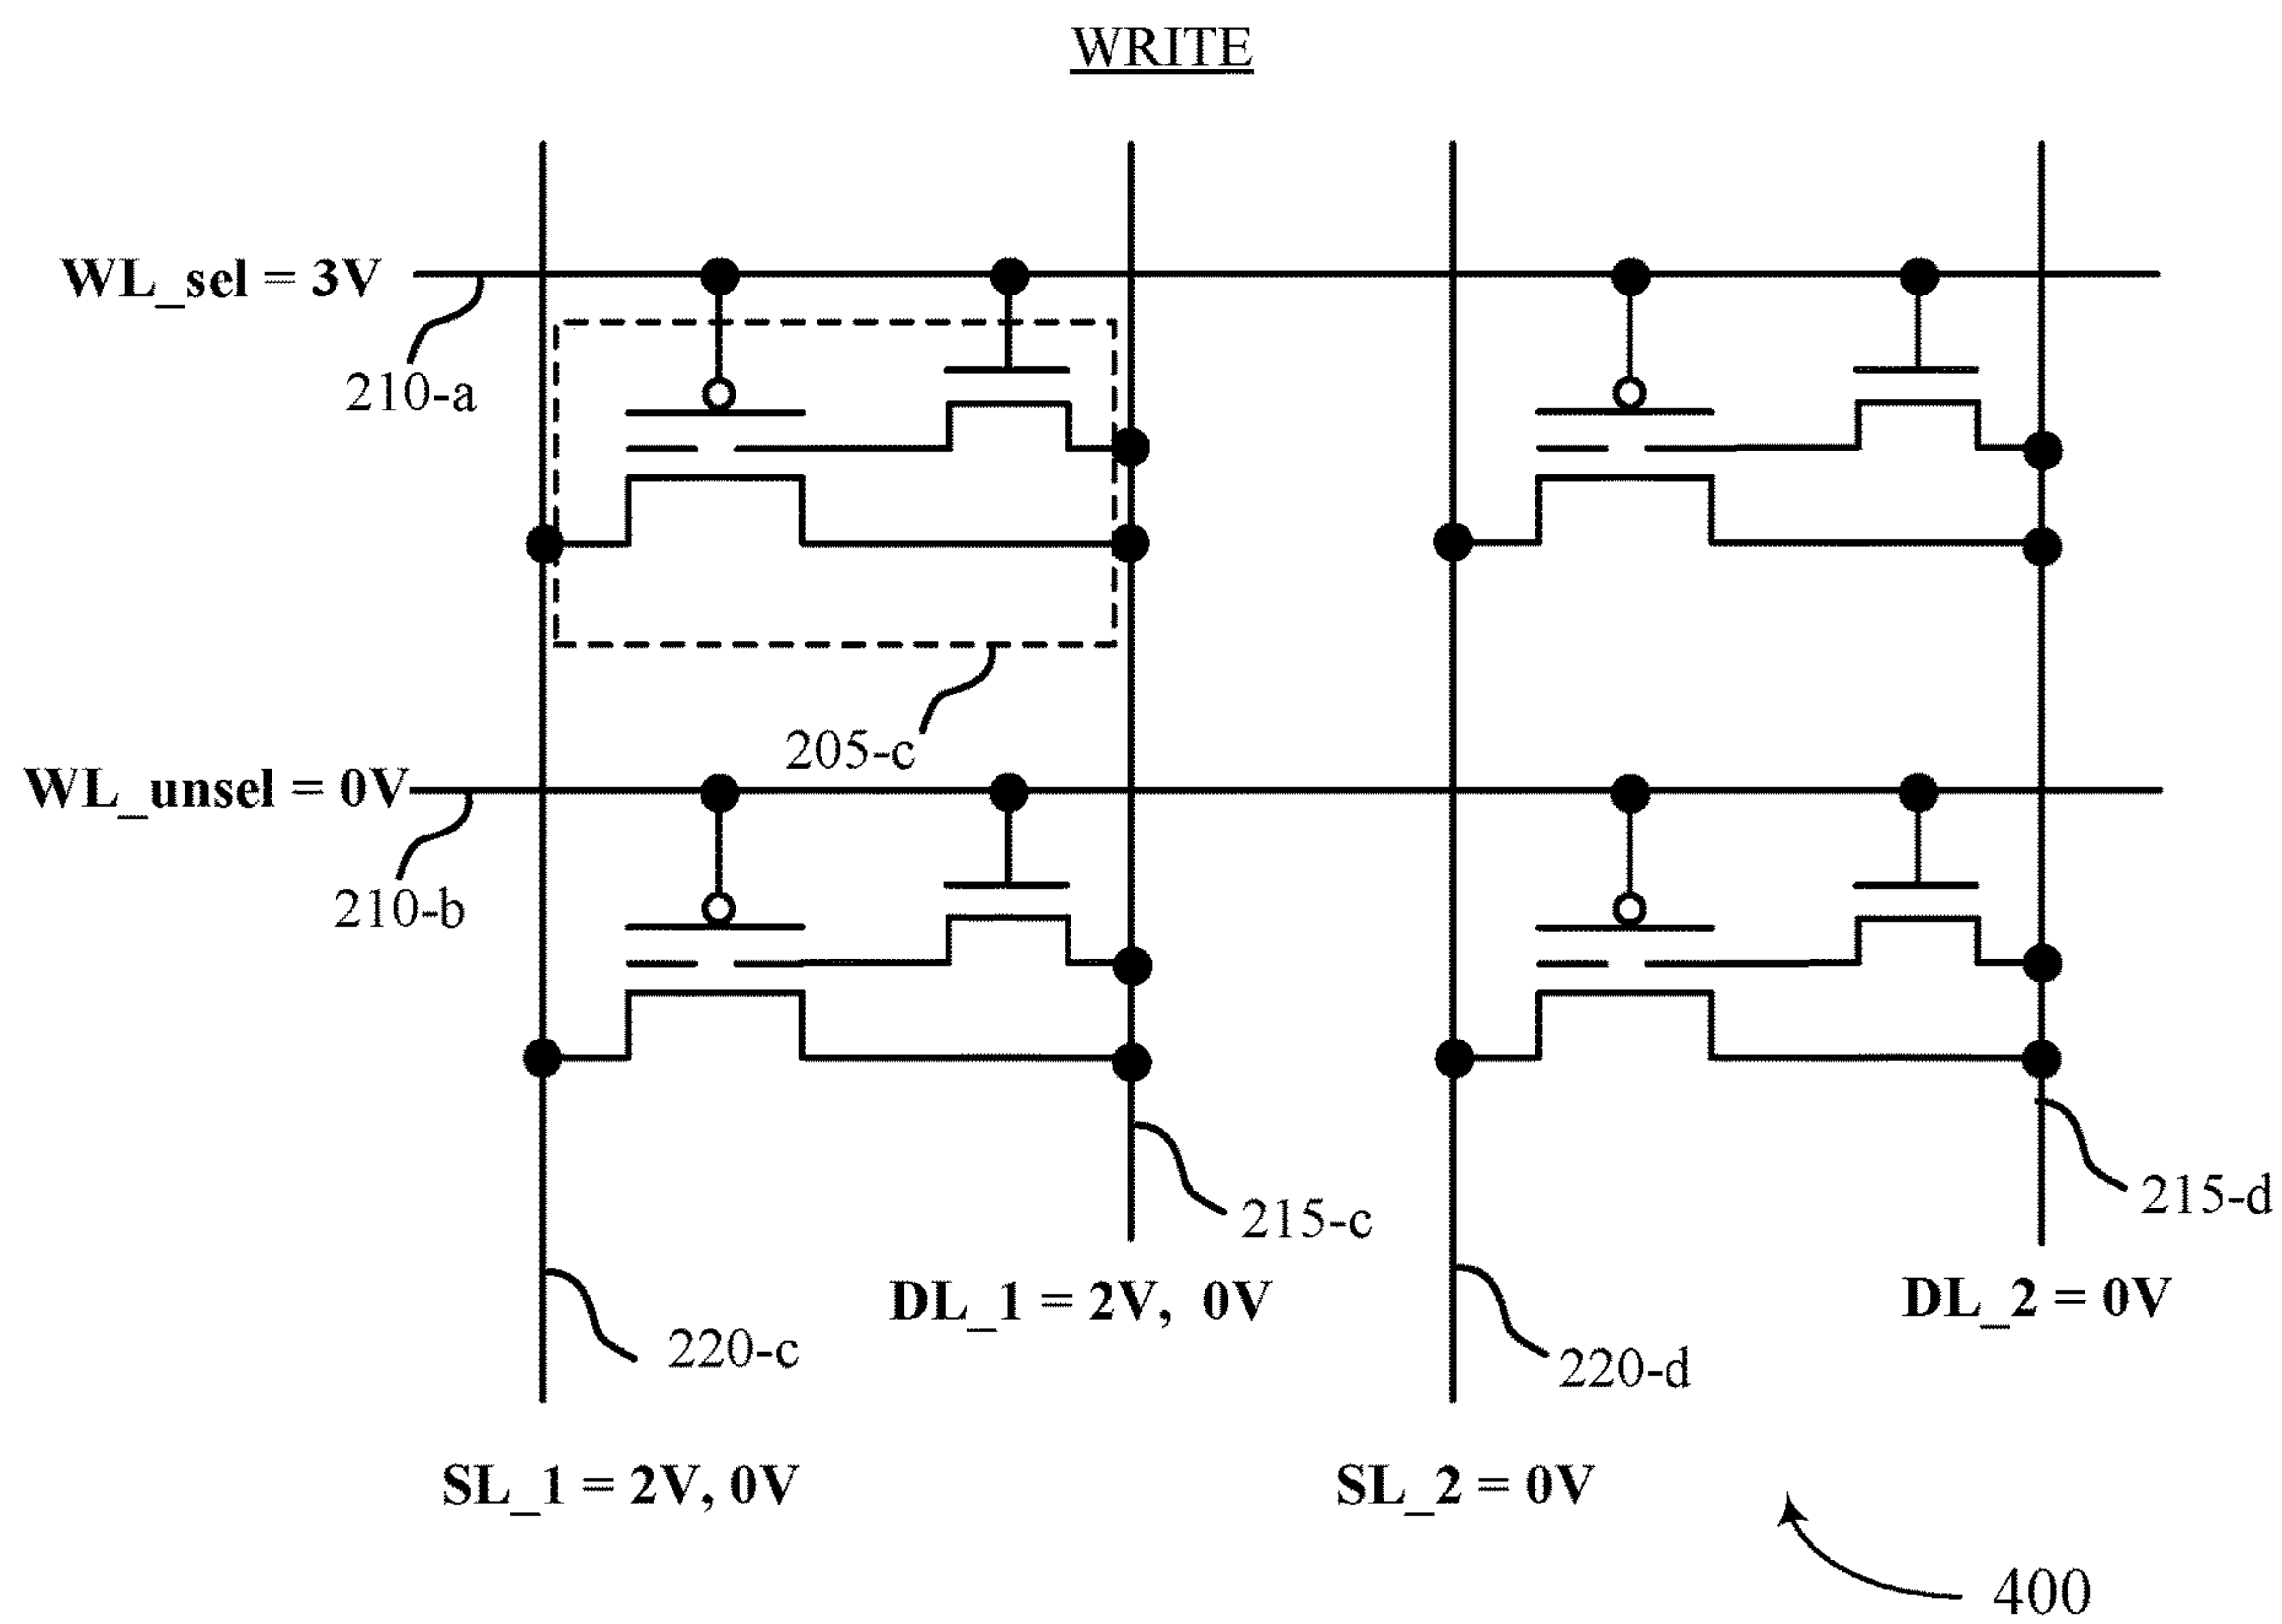 WRITE
WL_sel = 3V
210-a
205-c
WL_unsel = 0V
210-b
215-c
215-d
DL_1 = 2V, 0V
DL_2 = 0V
220-c
220-d
SL_1 = 2V, 0V
SL_2 = 0V
400